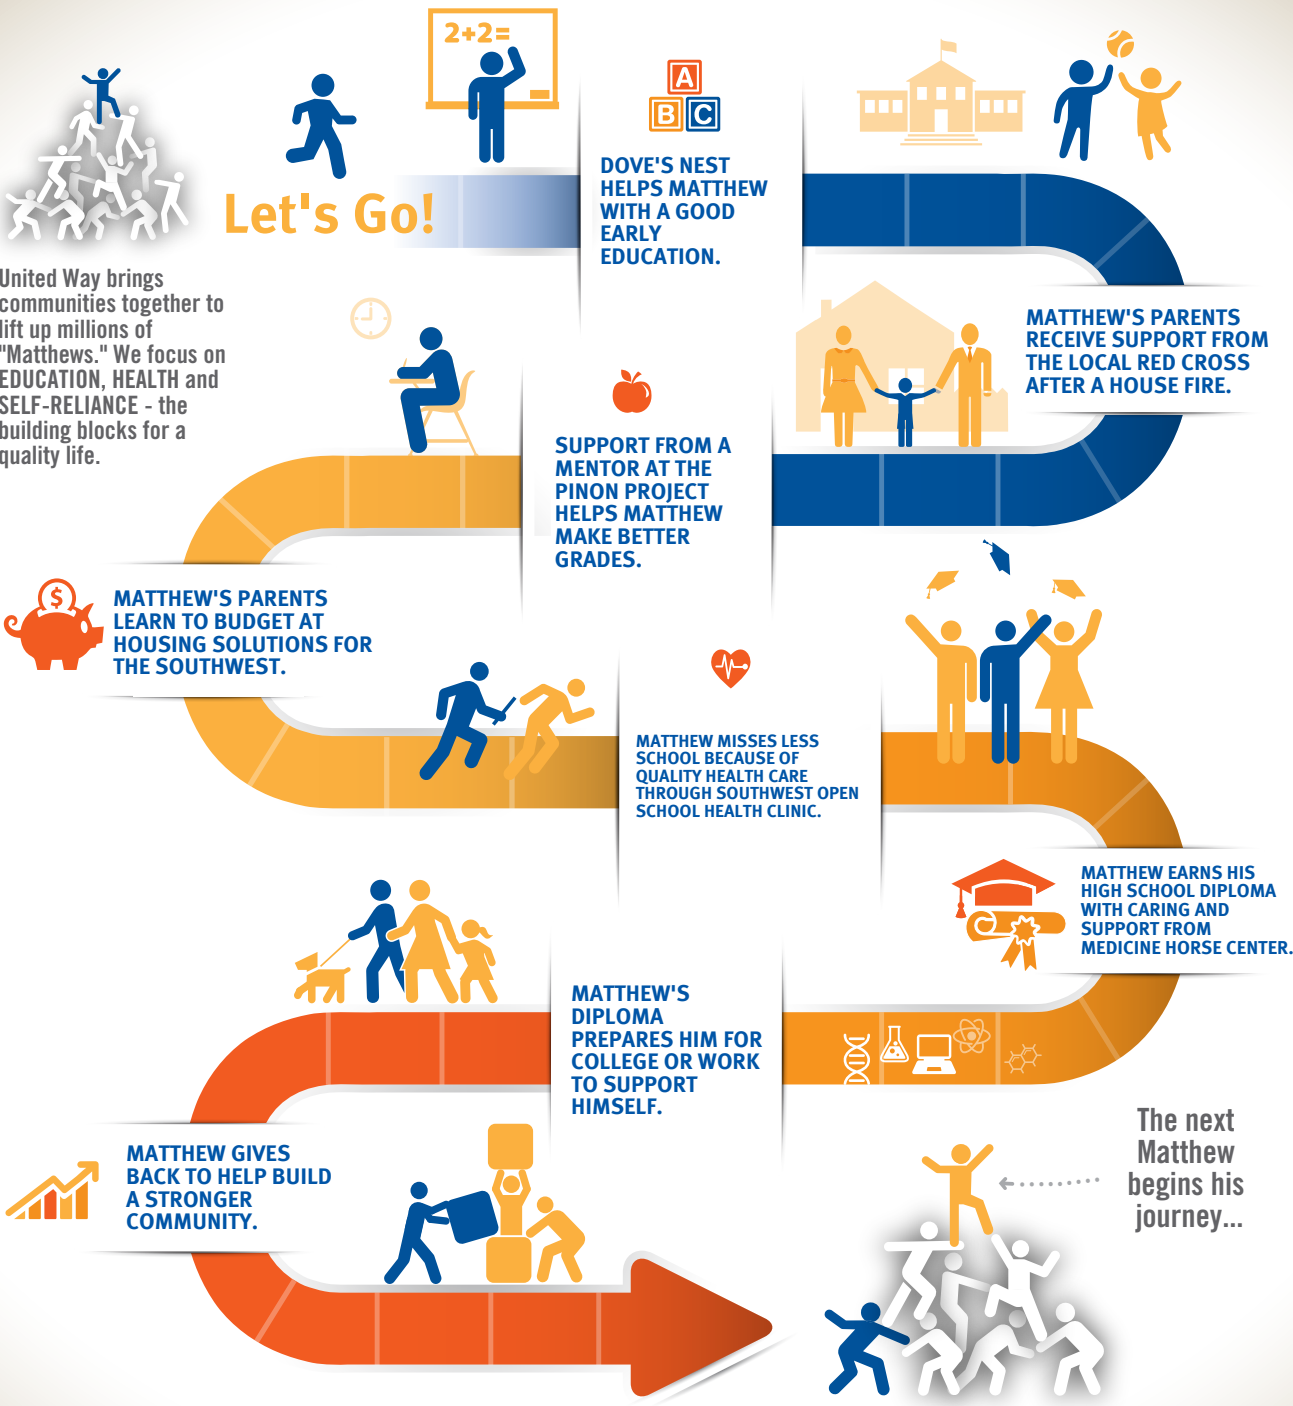 2+2=
A
B C
Let's Go!
United Way brings
communities together to
lift up millions of
"Matthews." We focus on
EDUCATION, HEALTH and
SELF-RELIANCE - the
building blocks for a
quality life.
DOVE'S NEST
HELPS MATTHEW
WITH A GOOD
EARLY
EDUCATION.
MATTHEW'S PARENTS
RECEIVE SUPPORT FROM
THE LOCAL RED CROSS
AFTER A HOUSE FIRE.
SUPPORT FROM A
MENTOR AT THE
PINON PROJECT
HELPS MATTHEW
MAKE BETTER
GRADES.
$
MATTHEW'S PARENTS
LEARN TO BUDGET AT
HOUSING SOLUTIONS FOR
THE SOUTHWEST.
MATTHEW MISSES LESS
SCHOOL BECAUSE OF
QUALITY HEALTH CARE
THROUGH SOUTHWEST OPEN
SCHOOL HEALTH CLINIC.
MATTHEW EARNS HIS
HIGH SCHOOL DIPLOMA
WITH CARING AND
SUPPORT FROM
MEDICINE HORSE CENTER.
MATTHEW'S
DIPLOMA
PREPARES HIM FOR
COLLEGE OR WORK
TO SUPPORT
HIMSELF.
MATTHEW GIVES
BACK TO HELP BUILD
A STRONGER
COMMUNITY.
The next
Matthew
begins his
journey...